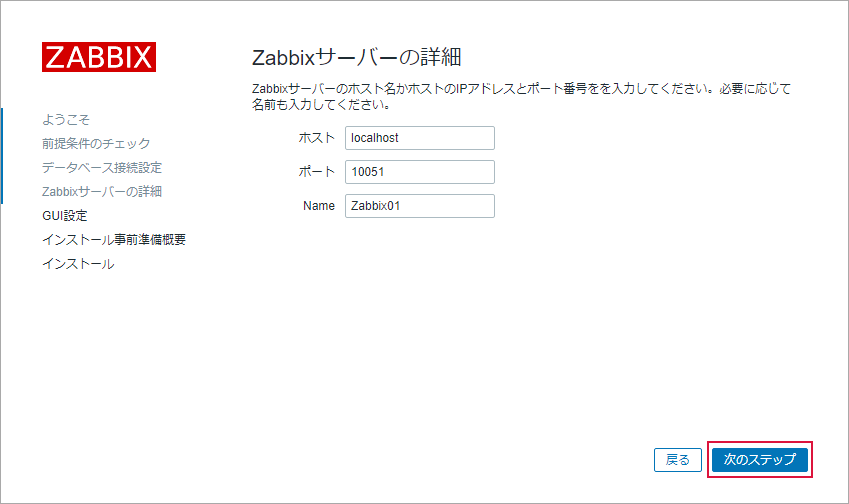 ZABBIX
ようこそ
前提条件のチェック
データベース接続設定
Zabbixサーバーの詳細
GUI設定
インストール事前準備概要
インストール
Zabbixサーバーの詳細
Zabbixサーバーのホスト名かホストのIPアドレスとポート番号をを入力してください。必要に応じて
名前も入力してください。
ホスト localhost
ポート 10051
Name Zabbix01
戻る 次のステップ